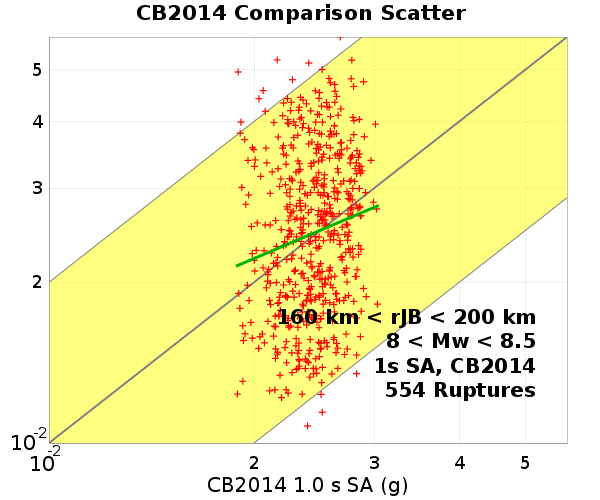 CB2014 Comparison Scatter
5
4
3
2
10-2
10-2
2
3
4
5
160 km < rJB < 200 km
8 < Mw < 8.5
1s SA, CB2014
554 Ruptures
CB2014 1.0 s SA (g)